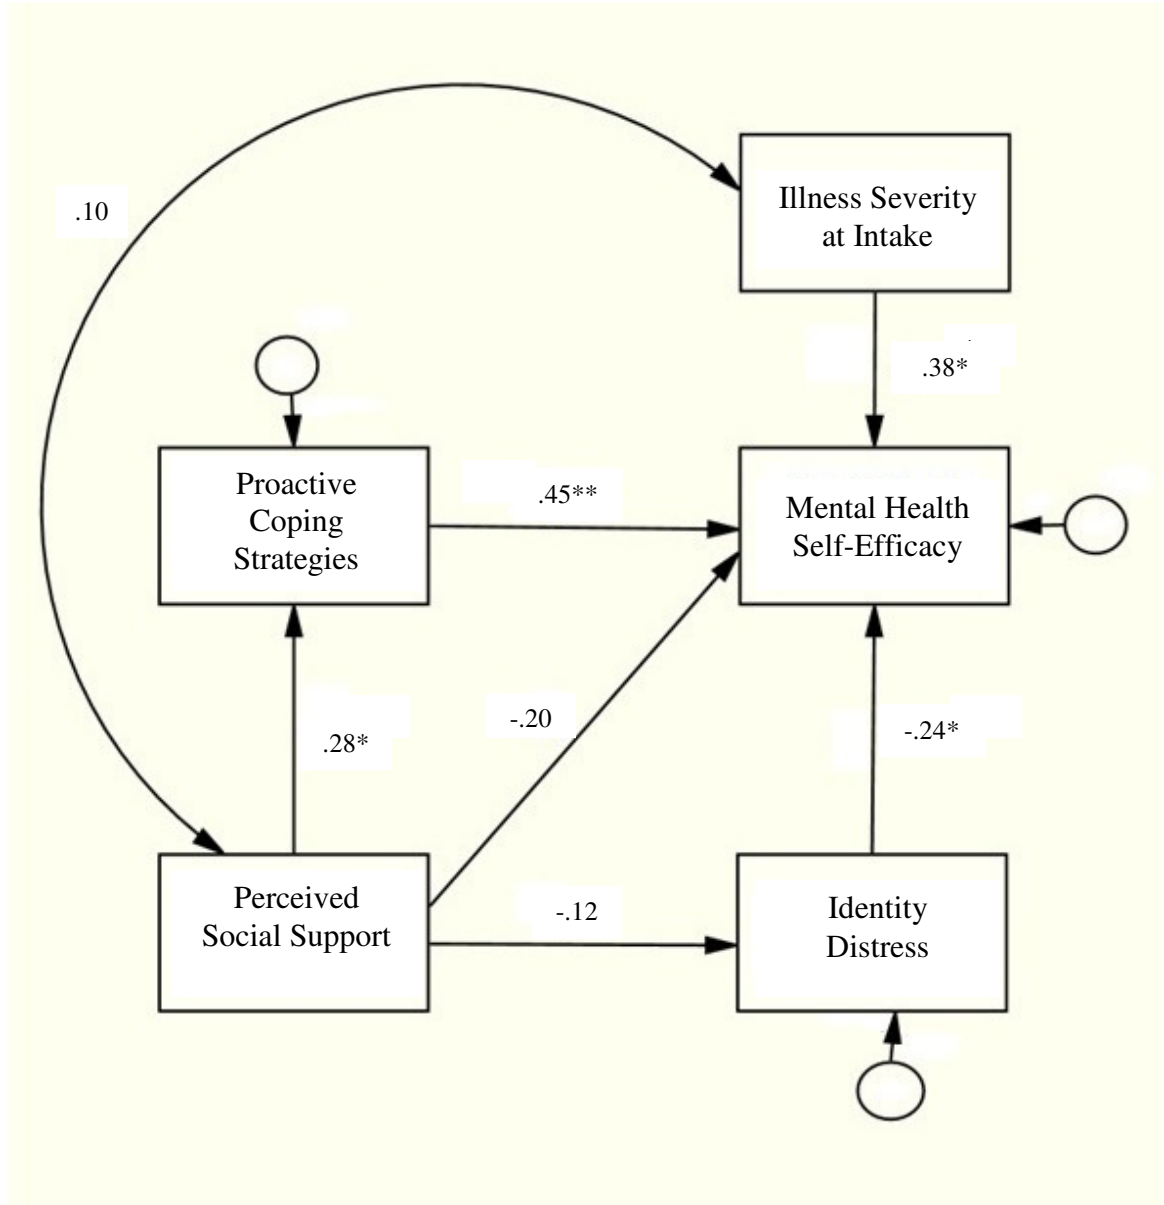 Illness Severity
at Intake
.10
.38*
Proactive
Coping
Strategies
.45**
Mental Health
Self-Efficacy
.28*
-.20
-.24*
Perceived
Social Support
-.12
Identity
Distress